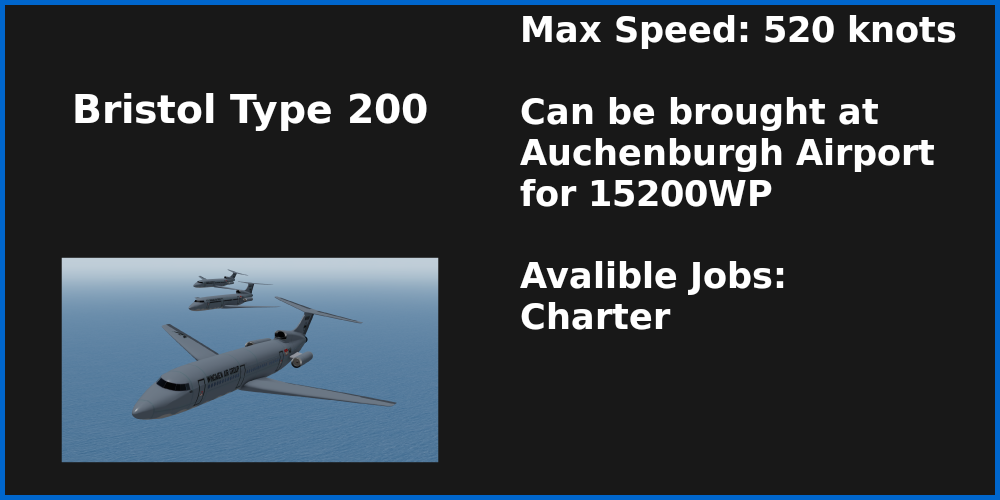 Bristol Type 200
Max Speed: 520 knots
Can be brought at
Auchenburgh Airport
for 15200WP
Avalible Jobs:
Charter